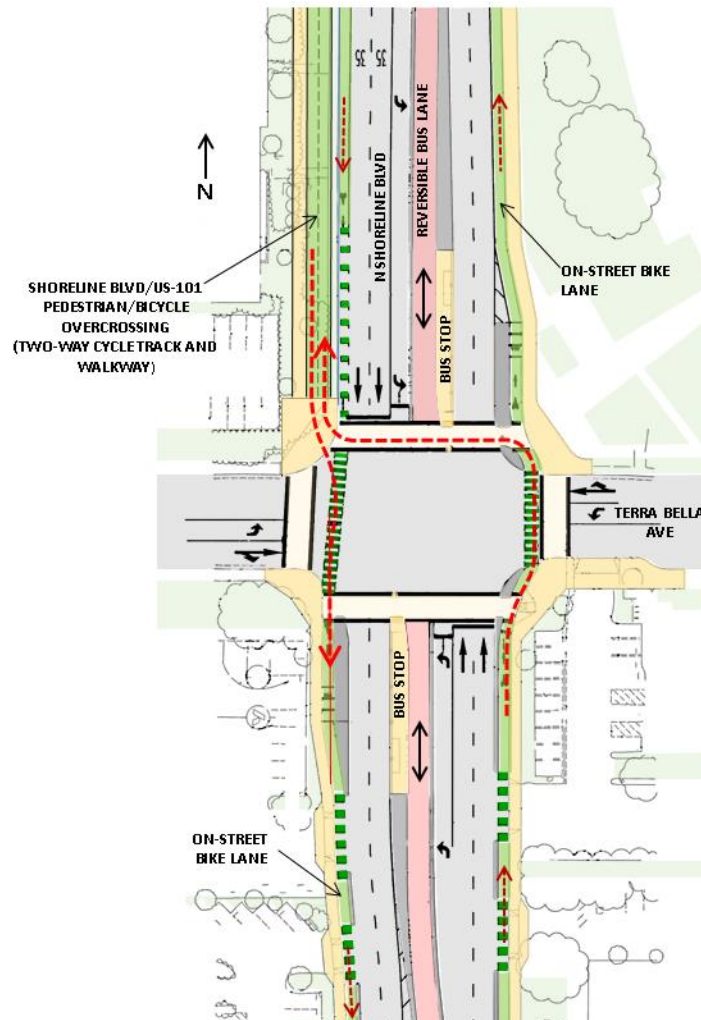 35
35
N SHORELINE BLVD
REVERSIBLE BUS LANE
N
ON-STREET BIKE
LANE
SHORELINE BLVD/US-101
PEDESTRIAN/BICYCLE
OVERCROSSING
(TWO-WAY CYCLETRACK AND
WALKWAY)
BUS STOP
TERRA BELLA
AVE
BUS STOP
ON-STREET
BIKE LANE